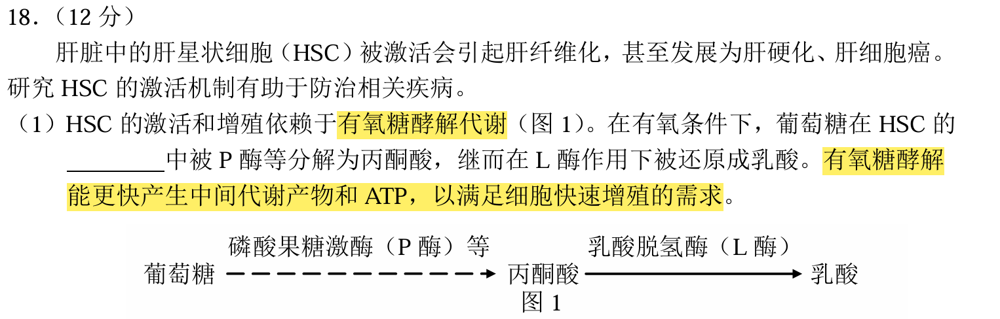 18.（12 分）
肝脏中的肝星状细胞（HSC）被激活会引起肝纤维化，甚至发展为肝硬化、肝细胞癌。
研究 HSC 的激活机制有助于防治相关疾病。
（1）HSC 的激活和增殖依赖于有氧糖酵解代谢（图 1）。在有氧条件下，葡萄糖在 HSC 的
________中被 P 酶等分解为丙酮酸，继而在 L 酶作用下被还原成乳酸。有氧糖酵解
能更快产生中间代谢产物和 ATP，以满足细胞快速增殖的需求。
磷酸果糖激酶（P 酶）等 乳酸脱氢酶（L 酶）
葡萄糖 丙酮酸 乳酸
图 1